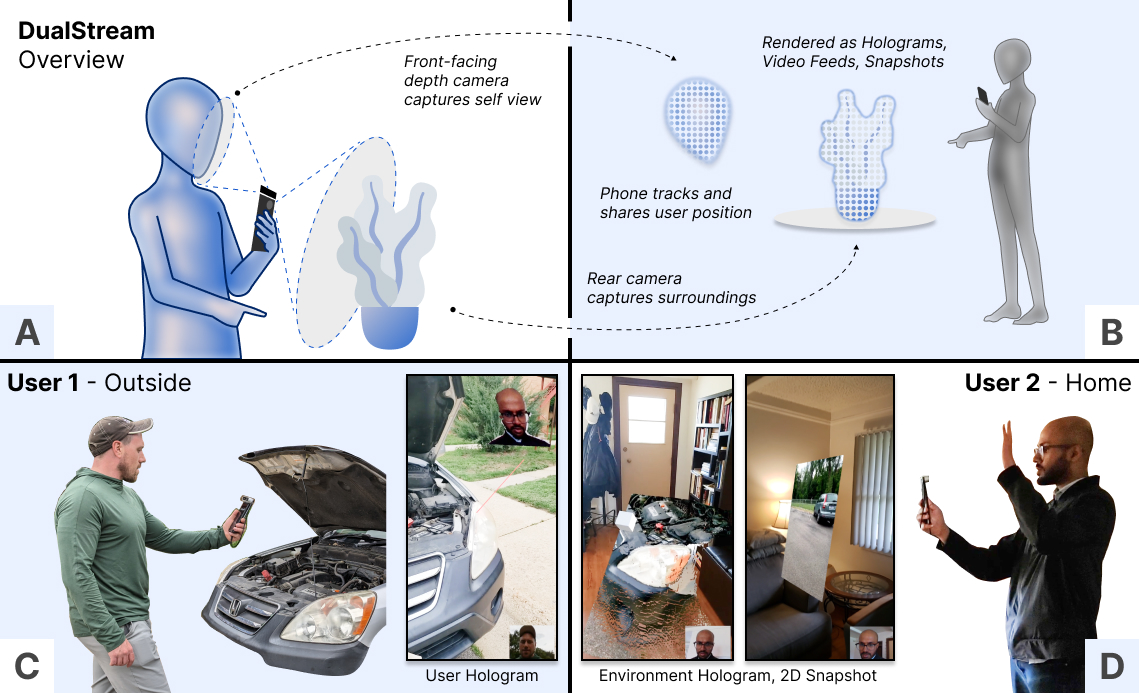 DualStream
Overview
Front-facing
depth camera
captures self view
A
Rendered as Holograms,
Video Feeds, Snapshots
Phone tracks and
shares user position
Rear camera
captures surroundings
B
User 1 - Outside
User Hologram
C
User 2 - Home
Environment Hologram, 2D Snapshot
D